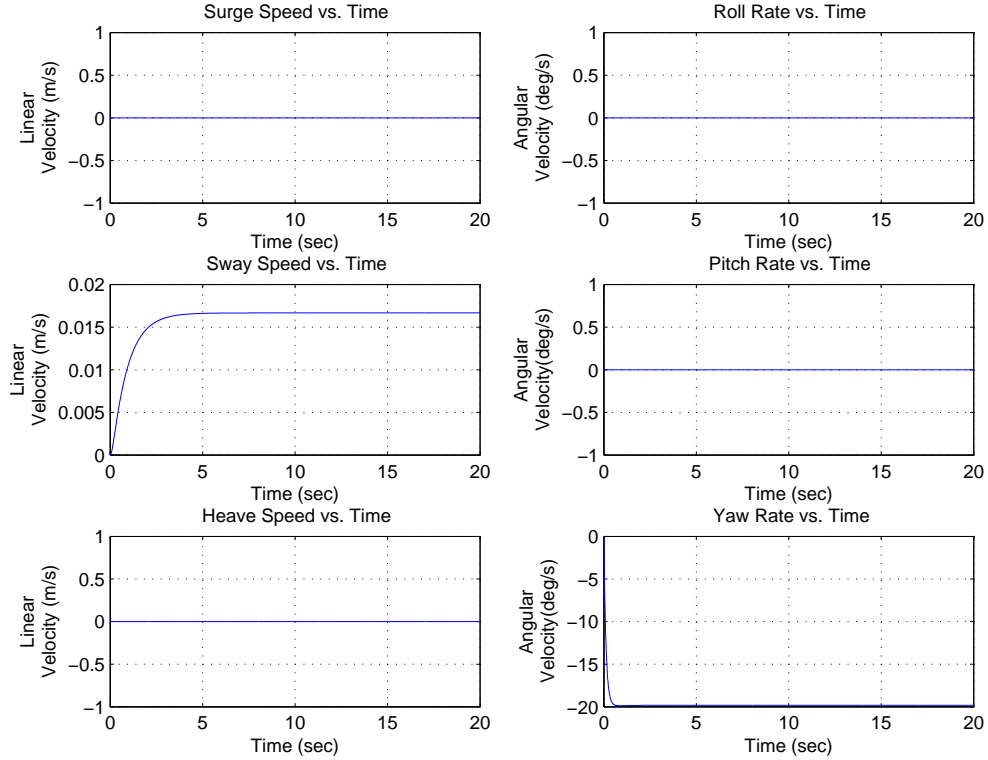 Surge Speed vs. Time
1
0.5
0
−0.5
−1
Linear
Velocity (m/s)
0 5 10 15 20
Time (sec)
Roll Rate vs. Time
1
0.5
0
−0.5
−1
Angular
Velocity (deg/s)
0 5 10 15 20
Time (sec)
Sway Speed vs. Time
0.02
0.015
0.01
0.005
0
Linear
Velocity (m/s)
0 5 10 15 20
Time (sec)
Pitch Rate vs. Time
1
0.5
0
−0.5
−1
Angular
Velocity(deg/s)
0 5 10 15 20
Time (sec)
Heave Speed vs. Time
1
0.5
0
−0.5
−1
Linear
Velocity (m/s)
0 5 10 15 20
Time (sec)
Yaw Rate vs. Time
0
−5
−10
−15
−20
Angular
Velocity(deg/s)
0 5 10 15 20
Time (sec)